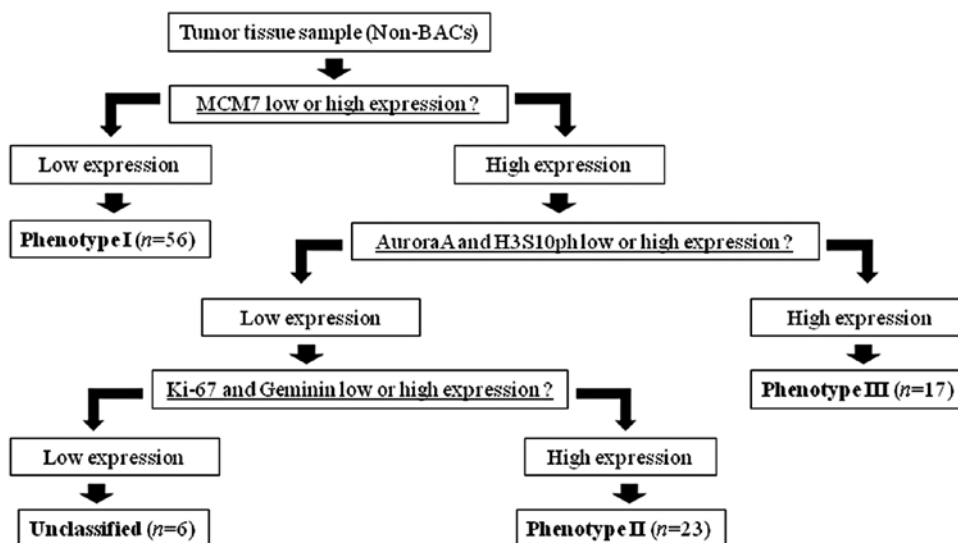 Tumor tissue sample (Non-BACs)
MCM7 low or high expression ?
Low expression
High expression
Phenotype I (n=56)
Aurora A and H3S10ph low or high expression ?
Low expression
High expression
Ki-67 and Geminin low or high expression ?
Phenotype III (n=17)
Low expression
High expression
Unclassified (n=6)
Phenotype II (n=23)